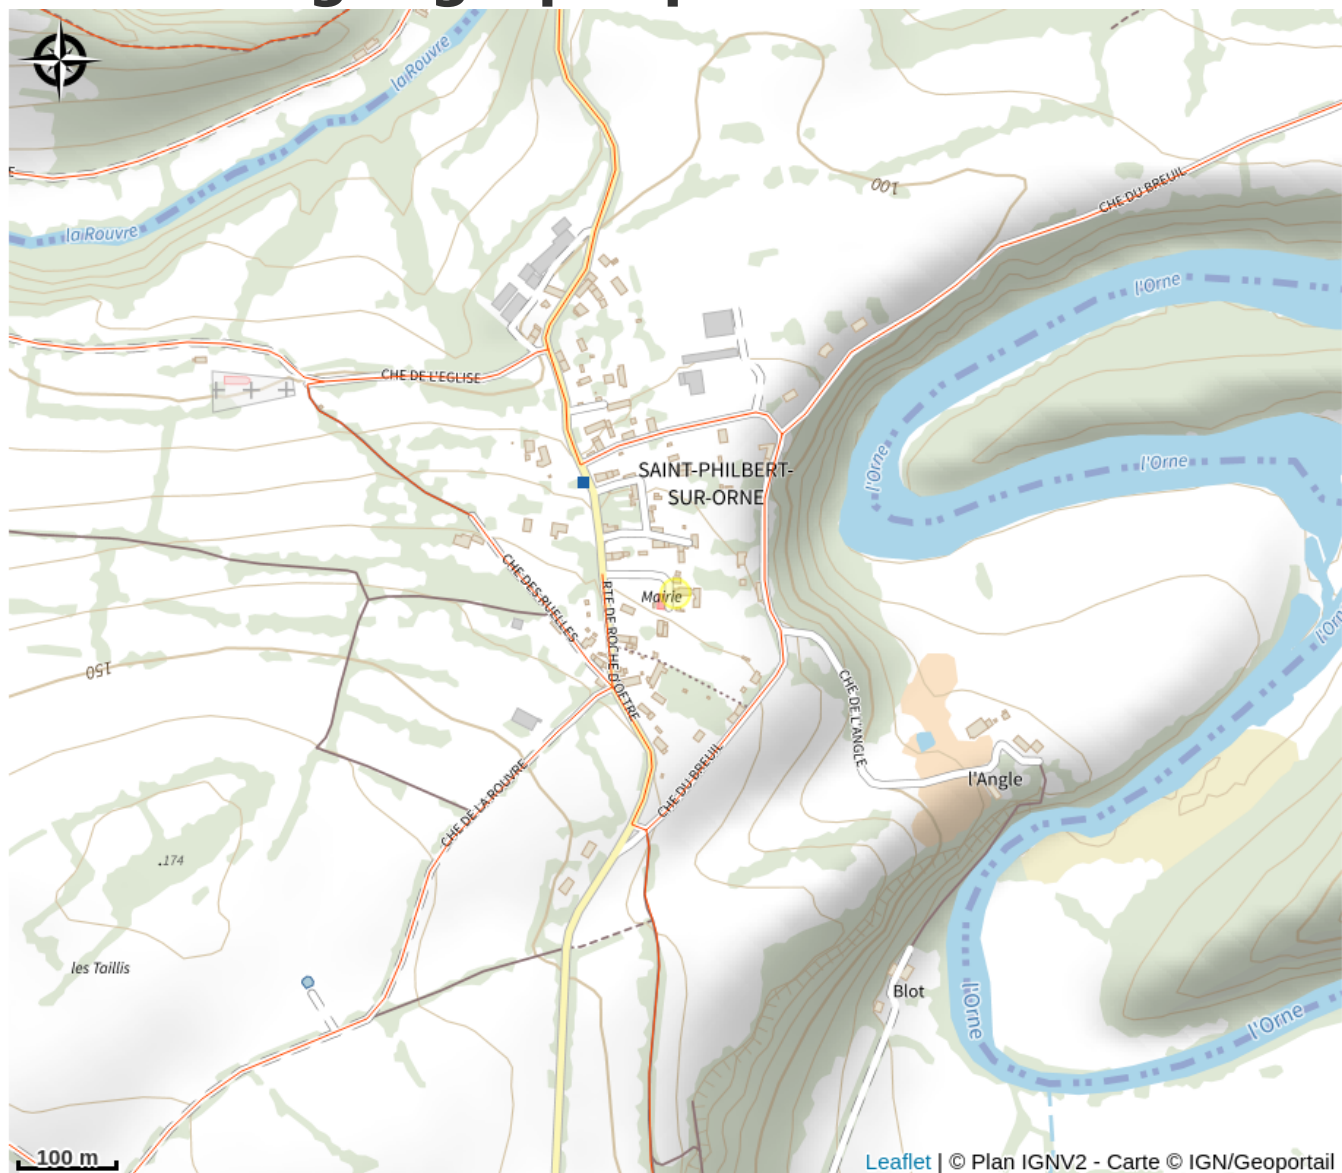 la Rouvre
la Rouvre
100
CHE DU BREUIL
l'Orne
CHE DE L'EGLISE
l'Orne
l'Orne
SAINT-PHILBERT-
SUR-ORNE
CHE DES RUELLES
Mairie
RTE DE ROCHE D'OETRE
150
CHE DE L'ANGLE
CHE DU BREUIL
l'Angle
CHE DE LA ROUVRE
.174
les Taillis
Blot
l'Orne
l'Orne
100 m
Leaflet | © Plan IGNV2 - Carte © IGN/Geoportail